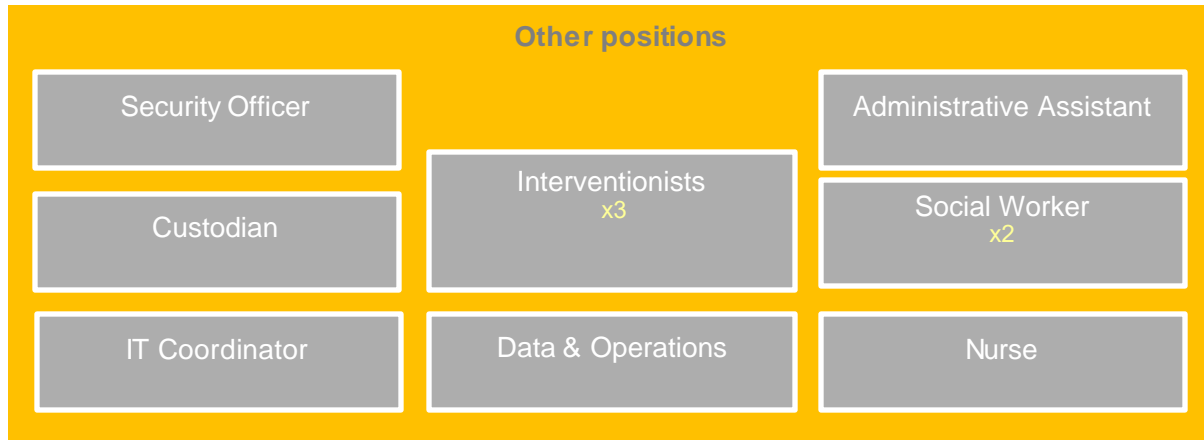 Other positions
Security Officer
Administrative Assistant
Interventionists
x3
Social Worker
x2
Custodian
IT Coordinator
Data & Operations
Nurse